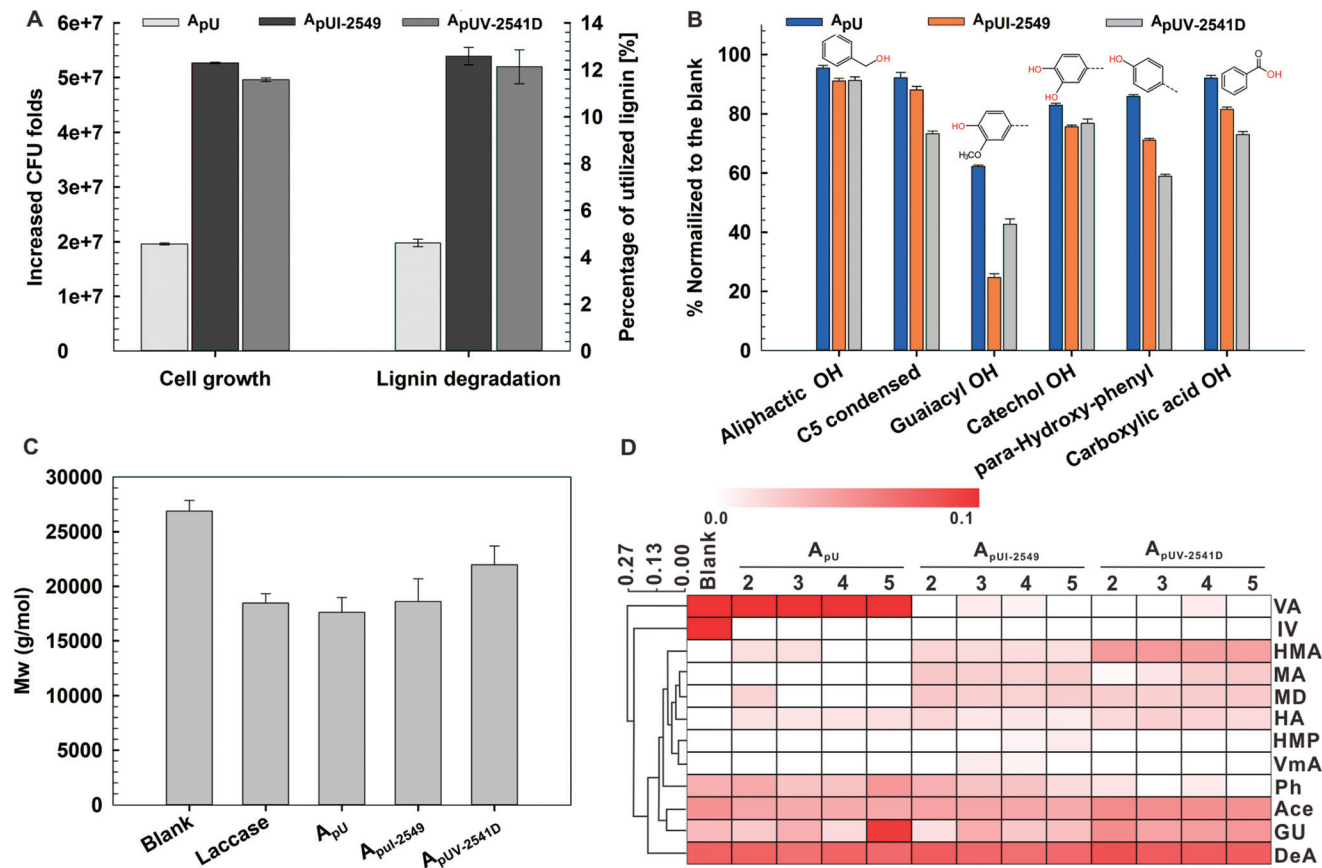 A
ApU ApUI-2549 ApUV-2541D
Increased CFU folds
6e+7
5e+7
4e+7
3e+7
2e+7
1e+7
0
14
12
10
8
6
4
2
0
Percentage of utilized lignin [%]
Cell growth Lignin degradation
B
ApU ApUI-2549 ApUV-2541D
% Normailized to the blank
100
80
60
40
20
0
OH
HO
H3CO
HO
HO
HO
O
OH
Aliphactic OH
C5 condensed
Guaiacyl OH
Catechol OH
para-Hydroxy-phenyl
Carboxylic acid OH
C
Mw (g/mol)
30000
25000
20000
15000
10000
5000
0
Blank
Laccase
ApU
ApuI-2549
ApUV-2541D
D
0.0 0.1
0.27
0.13
0.00
Blank
ApU ApUI-2549 ApUV-2541D
2 3 4 5 2 3 4 5 2 3 4 5
VA
IV
HMA
MA
MD
HA
HMP
VmA
Ph
Ace
GU
DeA